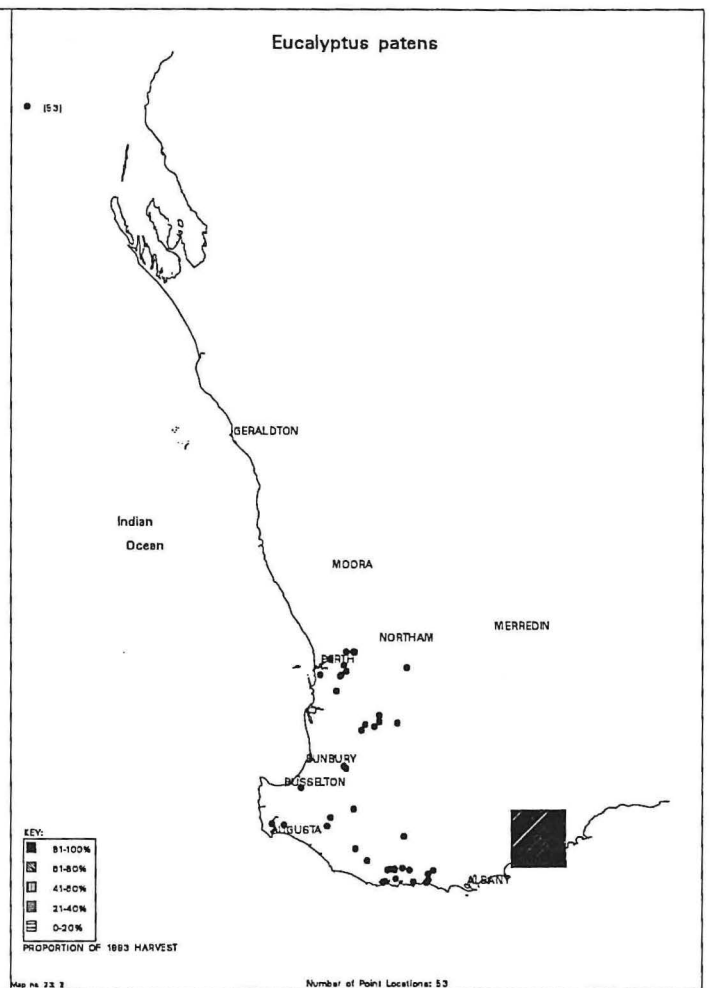 Eucalyptus patens
(53)
GERALDTON
Indian
Ocean
MOORA
MERREDIN
NORTHAM
PERTH
BUNBURY
BUSSELTON
AUGUSTA
ALBANY
KEY:
81-100%
61-80%
41-60%
21-40%
0-20%
PROPORTION OF 1993 HARVEST
Number of Point Locations: 53